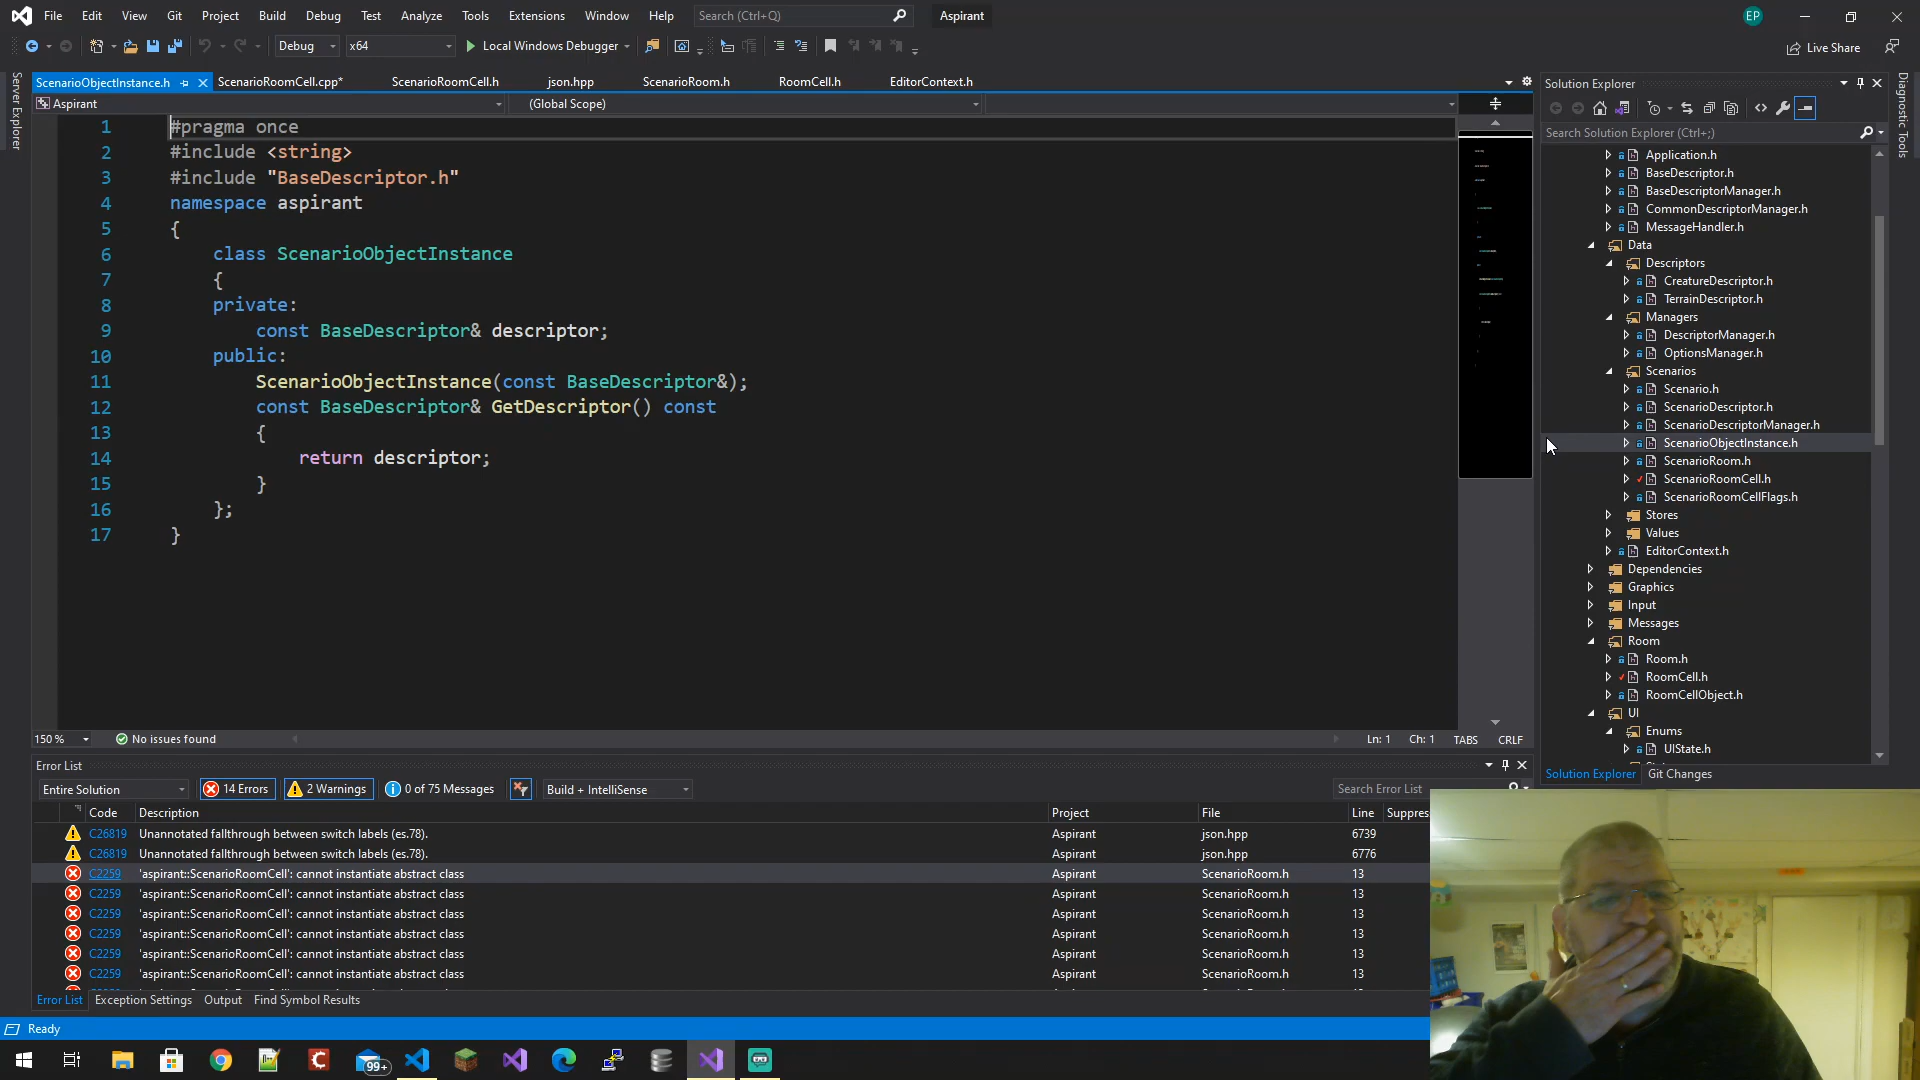 File Edit View Git Project Build Debug Test Analyze Tools Extensions Window Help Search (Ctrl+Q) Aspirant EP
Debug x64 Local Windows Debugger Live Share
ScenarioObjectInstance.h ScenarioRoomCell.cpp* ScenarioRoomCell.h json.hpp ScenarioRoom.h RoomCell.h EditorContext.h
Aspirant (Global Scope)
Server Explorer
1 #pragma once
2 #include <string>
3 #include "BaseDescriptor.h"
4 namespace aspirant
5 {
6 class ScenarioObjectInstance
7 {
8 private:
9 const BaseDescriptor& descriptor;
10 public:
11 ScenarioObjectInstance(const BaseDescriptor&);
12 const BaseDescriptor& GetDescriptor() const
13 {
14 return descriptor;
15 }
16 };
17 }
150 % No issues found Ln: 1 Ch: 1 TABS CRLF
Solution Explorer
Search Solution Explorer (Ctrl+;)
Application.h
BaseDescriptor.h
BaseDescriptorManager.h
CommonDescriptorManager.h
MessageHandler.h
Data
Descriptors
CreatureDescriptor.h
TerrainDescriptor.h
Managers
DescriptorManager.h
OptionsManager.h
Scenarios
Scenario.h
ScenarioDescriptor.h
ScenarioDescriptorManager.h
ScenarioObjectInstance.h
ScenarioRoom.h
ScenarioRoomCell.h
ScenarioRoomCellFlags.h
Stores
Values
EditorContext.h
Dependencies
Graphics
Input
Messages
Room
Room.h
RoomCell.h
RoomCellObject.h
UI
Enums
UIState.h
Solution Explorer Git Changes
Diagnostic Tools
Error List
Entire Solution 14 Errors 2 Warnings 0 of 75 Messages Build + IntelliSense Search Error List
Code Description Project File Line Suppres
C26819 Unannotated fallthrough between switch labels (es.78). Aspirant json.hpp 6739
C26819 Unannotated fallthrough between switch labels (es.78). Aspirant json.hpp 6776
C2259 'aspirant::ScenarioRoomCell': cannot instantiate abstract class Aspirant ScenarioRoom.h 13
C2259 'aspirant::ScenarioRoomCell': cannot instantiate abstract class Aspirant ScenarioRoom.h 13
C2259 'aspirant::ScenarioRoomCell': cannot instantiate abstract class Aspirant ScenarioRoom.h 13
C2259 'aspirant::ScenarioRoomCell': cannot instantiate abstract class Aspirant ScenarioRoom.h 13
C2259 'aspirant::ScenarioRoomCell': cannot instantiate abstract class Aspirant ScenarioRoom.h 13
C2259 'aspirant::ScenarioRoomCell': cannot instantiate abstract class Aspirant ScenarioRoom.h 13
Error List Exception Settings Output Find Symbol Results
Ready
99+